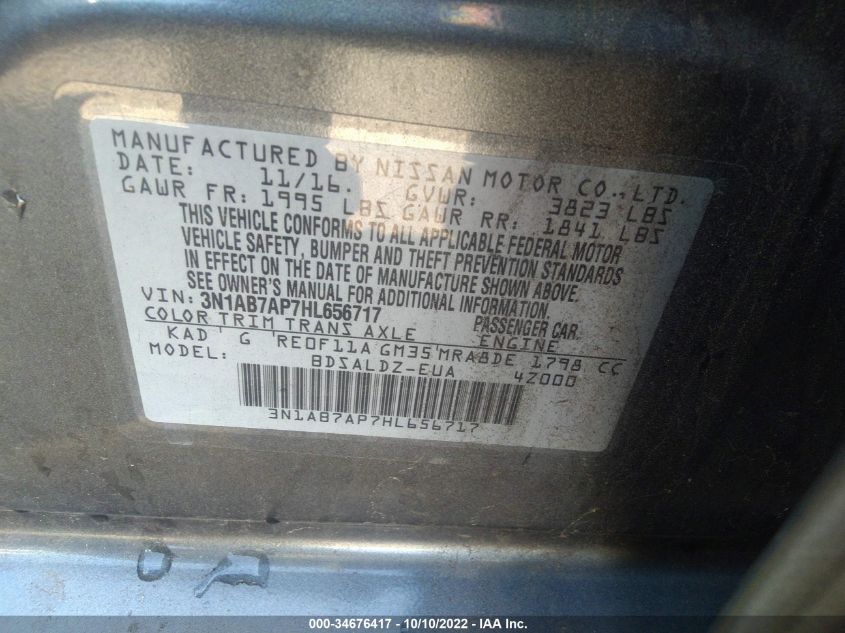 MANUFACTURED BY NISSAN MOTOR CO., LTD.
DATE: 11/16. GVWR: 3823 LBS
GAWR FR: 1995 LBS GAWR RR: 1841 LBS
THIS VEHICLE CONFORMS TO ALL APPLICABLE FEDERAL MOTOR
VEHICLE SAFETY, BUMPER AND THEFT PREVENTION STANDARDS
IN EFFECT ON THE DATE OF MANUFACTURE SHOWN ABOVE.
SEE OWNER'S MANUAL FOR ADDITIONAL INFORMATION.
VIN: 3N1AB7AP7HL656717 PASSENGER CAR
COLOR TRIM TRANS AXLE ENGINE
KAD G RE0F11A GM35 MRA8DE 1798 CC
MODEL: BDSALDZ-EUA 4Z000
3N1AB7AP7HL656717
000-34676417 - 10/10/2022 - IAA Inc.